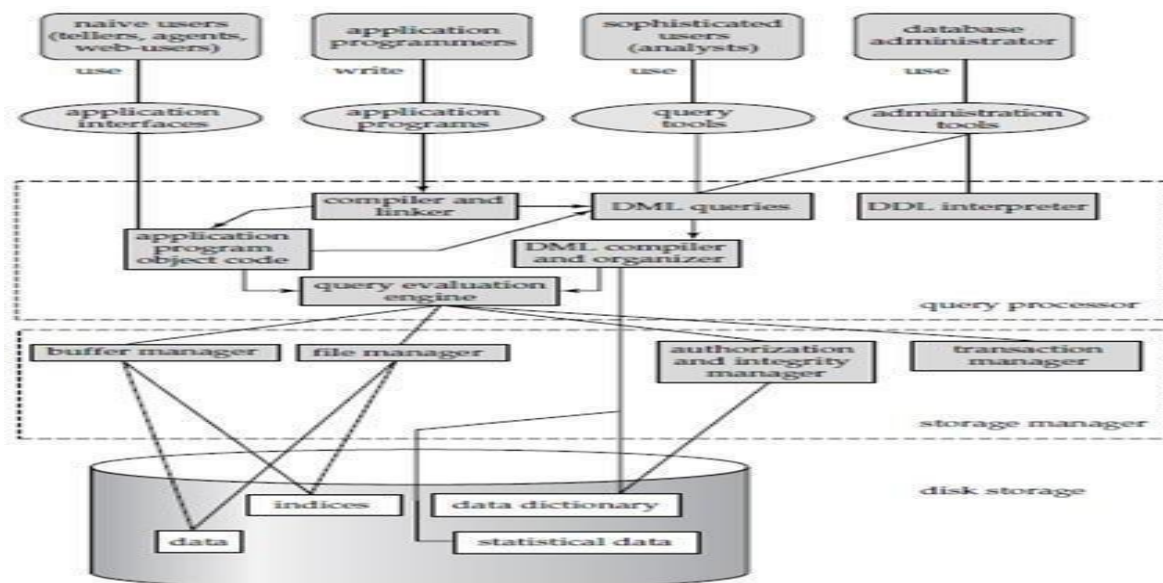 naive users
(tellers, agents,
web-users)
application
programmers
sophisticated
users
(analysts)
database
administrator
use
write
use
use
application
interfaces
application
programs
query
tools
administration
tools
compiler and
linker
DML queries
DDL interpreter
application
program
object code
DML compiler
and organizer
query evaluation
engine
query processor
buffer manager
file manager
authorization
and integrity
manager
transaction
manager
storage manager
disk storage
indices
data dictionary
data
statistical data